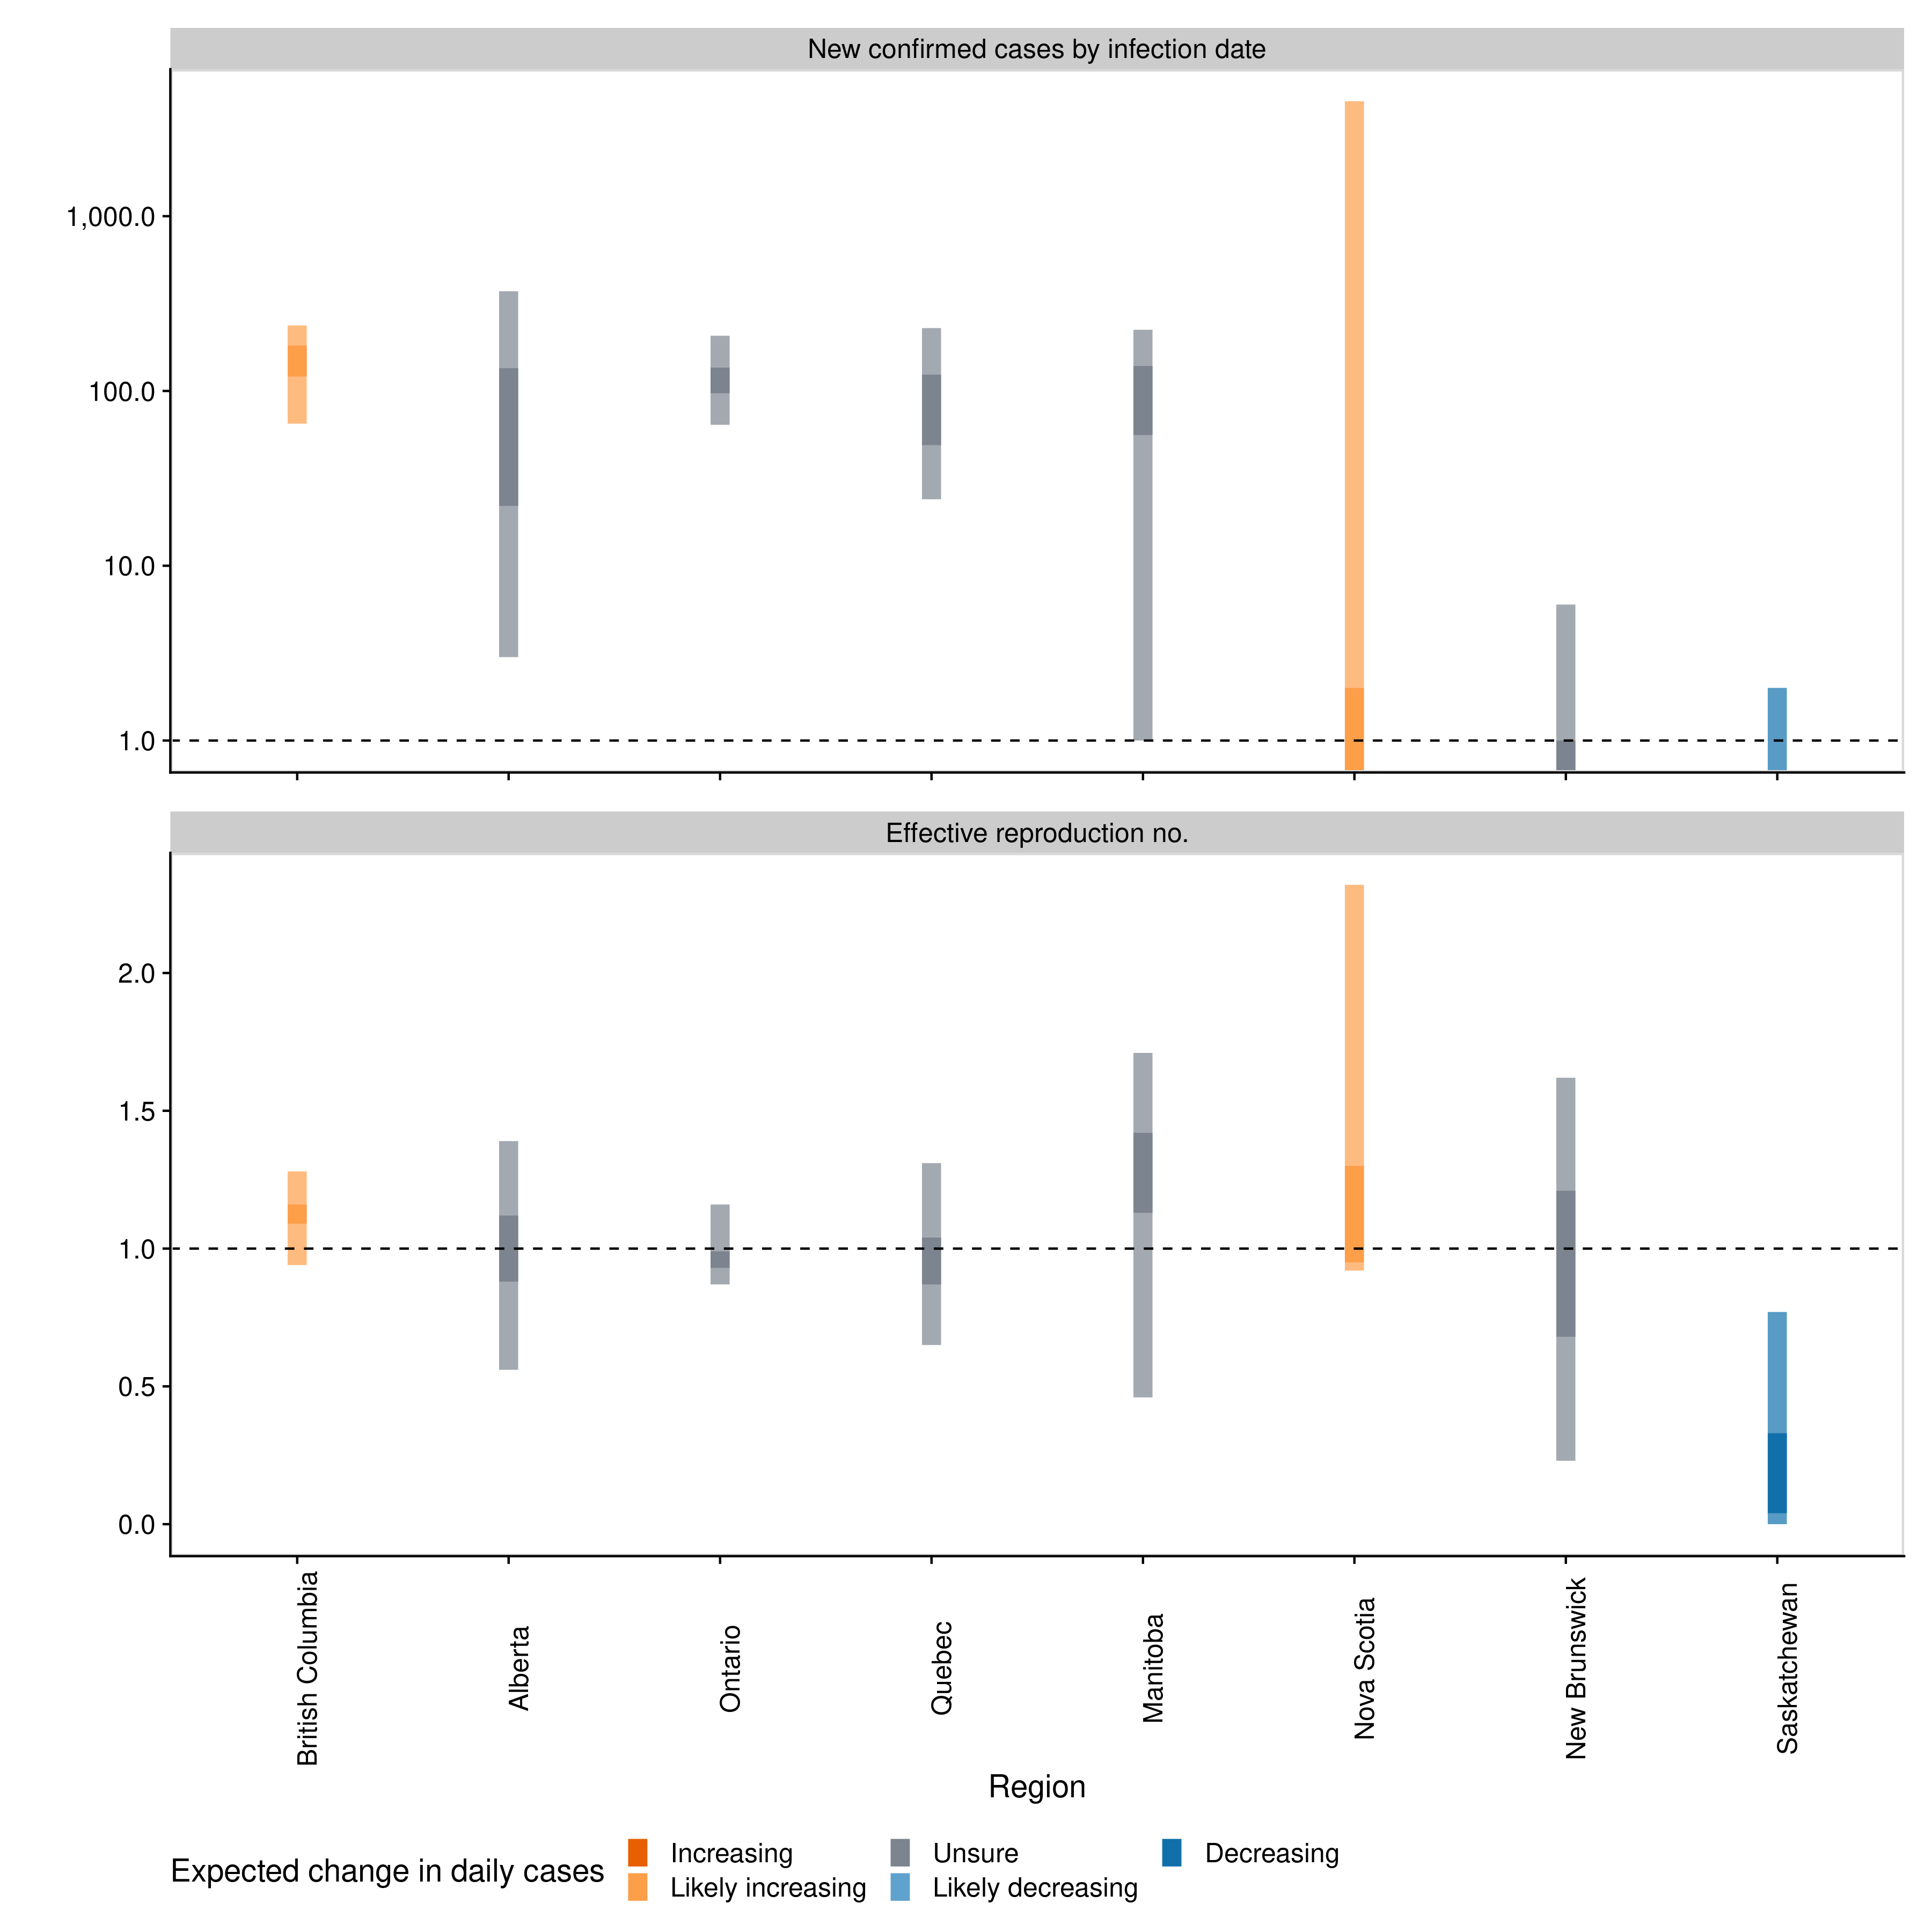 New confirmed cases by infection date
1,000.0
100.0
10.0
1.0
Effective reproduction no.
2.0
1.5
1.0
0.5
0.0
British Columbia
Alberta
Ontario
Quebec
Manitoba
Nova Scotia
New Brunswick
Saskatchewan
Region
Expected change in daily cases
Increasing
Likely increasing
Unsure
Likely decreasing
Decreasing